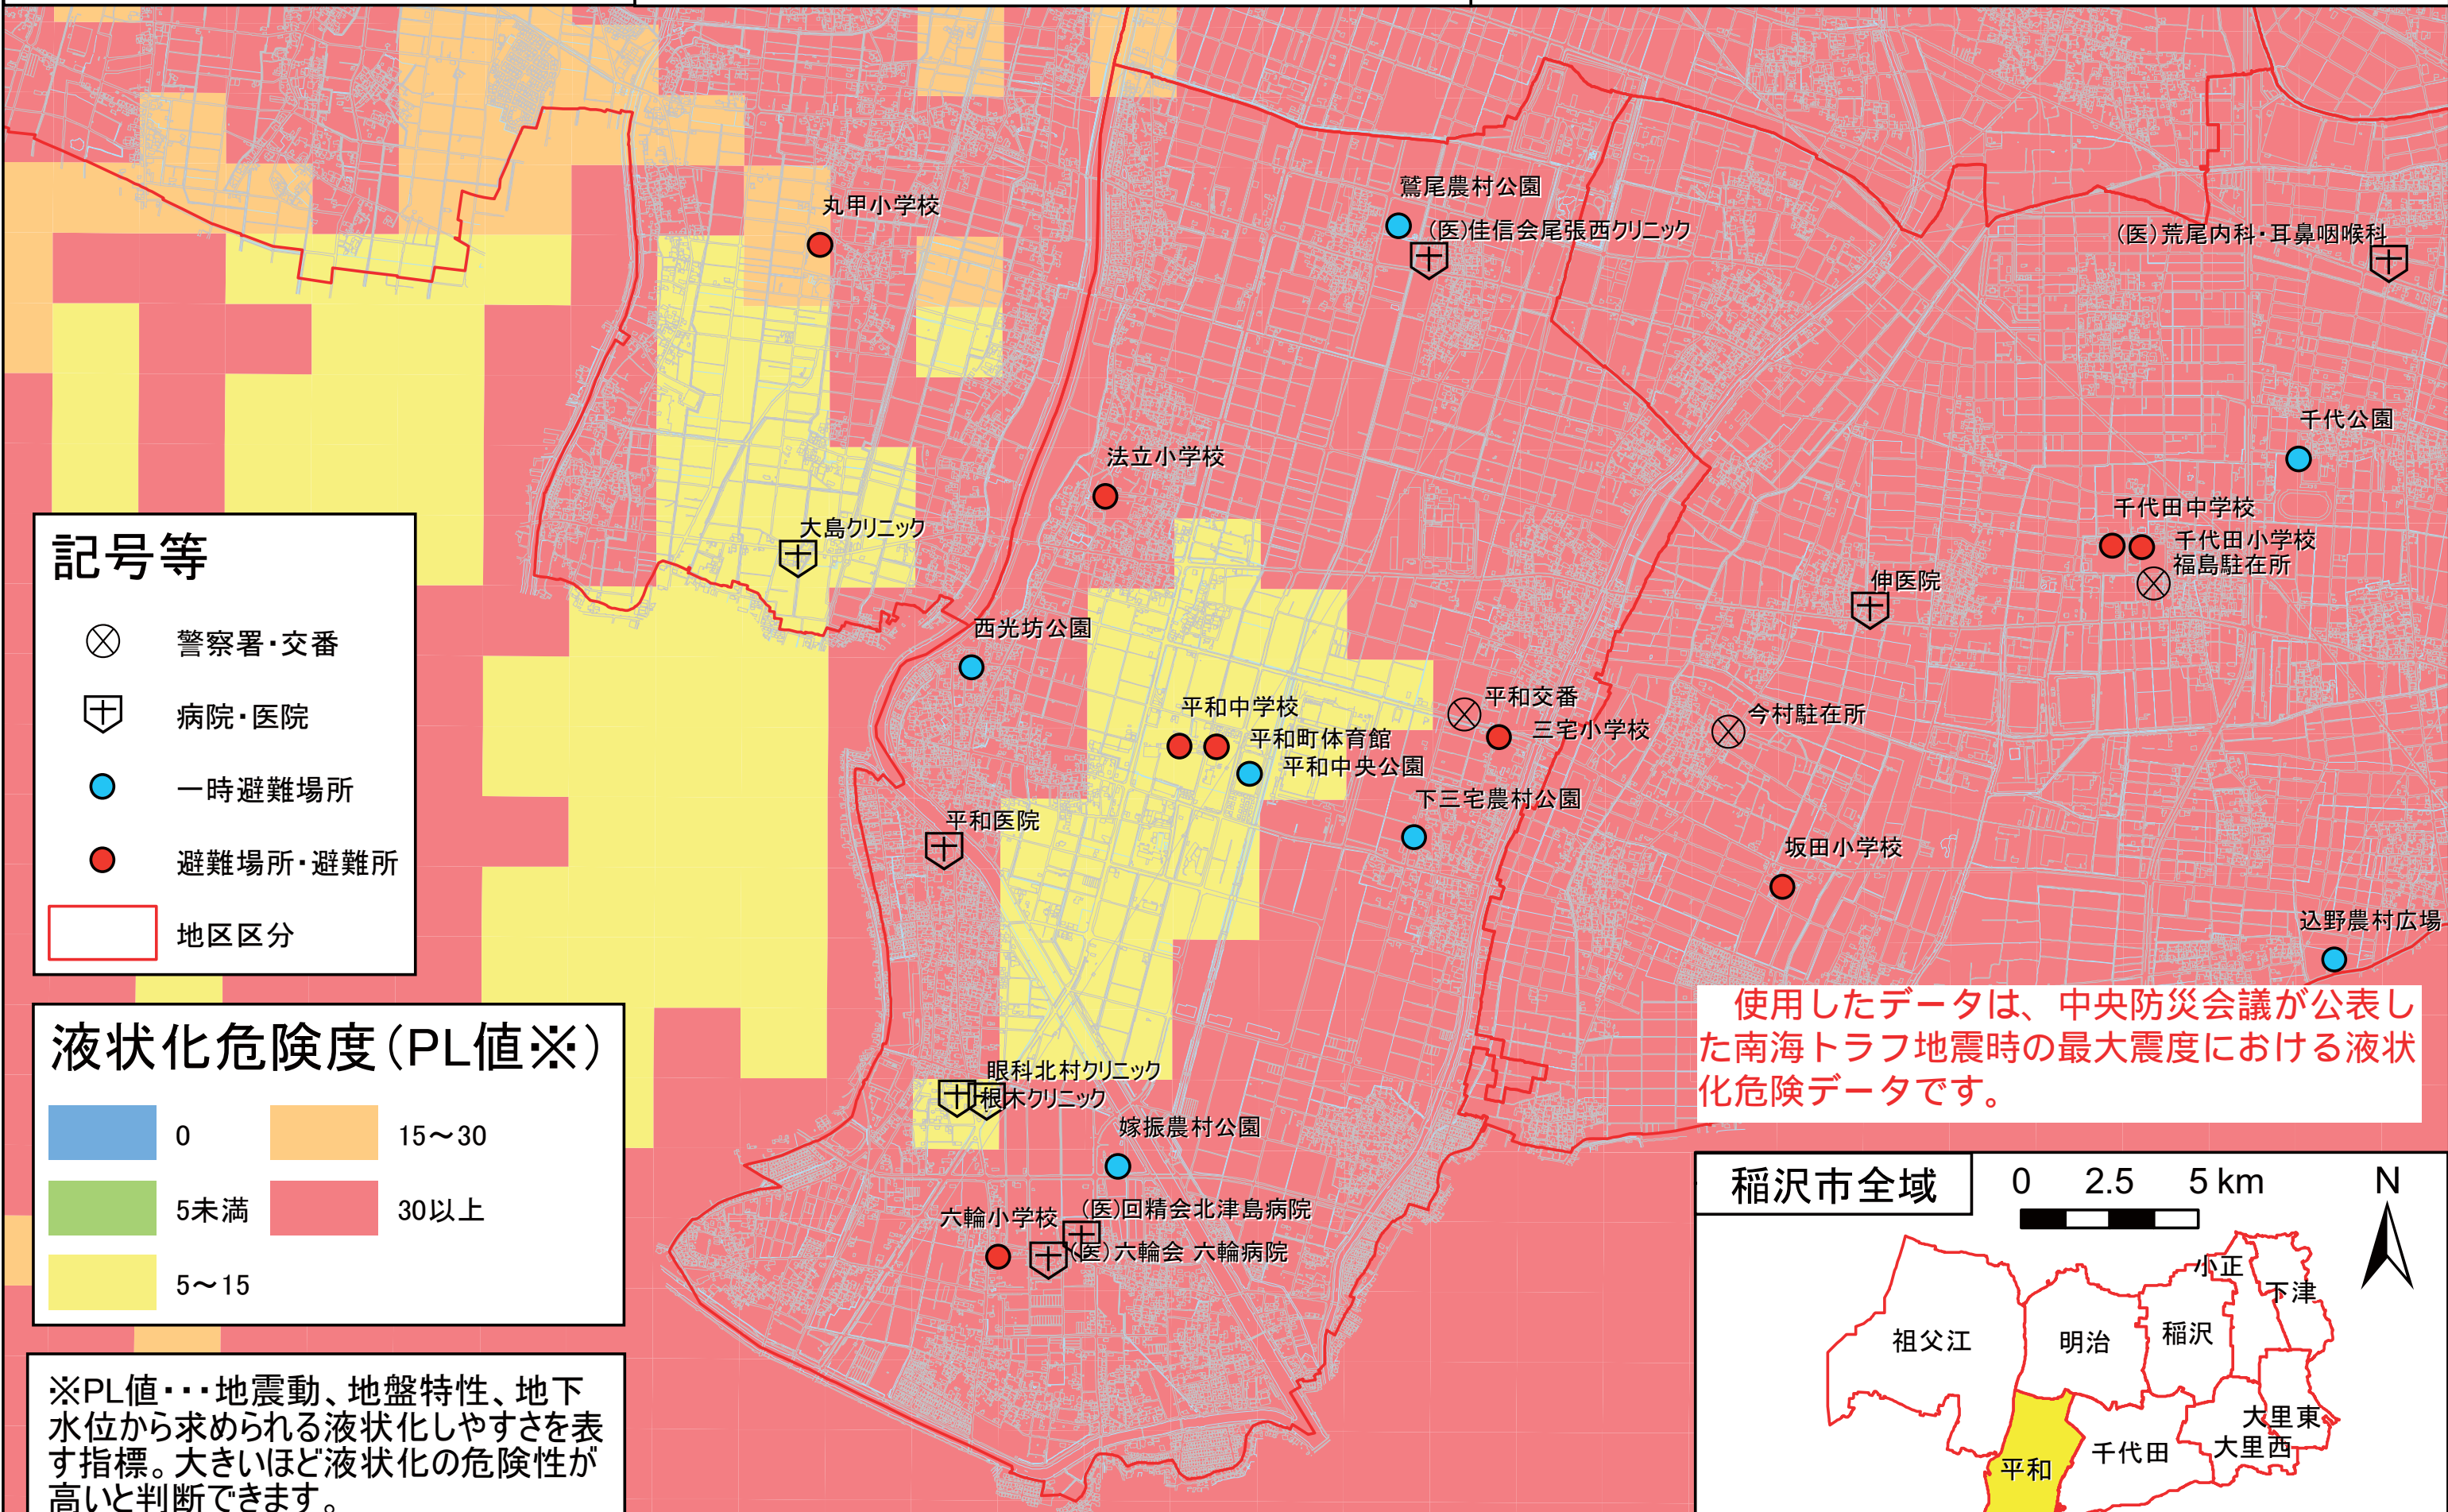 丸甲小学校
鷲尾農村公園
(医)佳信会尾張西クリニック
(医)荒尾内科・耳鼻咽喉科
千代公園
法立小学校
千代田中学校
大島クリニック
千代田小学校
福島駐在所
伸医院
西光坊公園
平和交番
平和中学校
今村駐在所
三宅小学校
平和町体育館
平和中央公園
下三宅農村公園
平和医院
坂田小学校
込野農村広場
眼科北村クリニック
根木クリニック
嫁振農村公園
(医)回精会北津島病院
六輪小学校
(医)六輪会 六輪病院
記号等
警察署・交番
病院・医院
一時避難場所
避難場所・避難所
地区区分
液状化危険度(PL値※)
0
15～30
5未満
30以上
5～15
※PL値・・・地震動、地盤特性、地下
水位から求められる液状化しやすさを表
す指標。大きいほど液状化の危険性が
高いと判断できます。
使用したデータは、中央防災会議が公表し
た南海トラフ地震時の最大震度における液状
化危険データです。
稲沢市全域
0 2.5 5 km
N
小正
下津
祖父江
明治
稲沢
大里東
大里西
千代田
平和